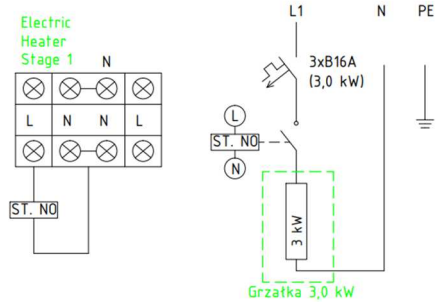 Electric
Heater
Stage 1
N
L N N L
ST. NO
L1 N PE
3xB16A
(3,0 kW)
L
ST. NO
N
3 kW
Grzałka 3,0 kW